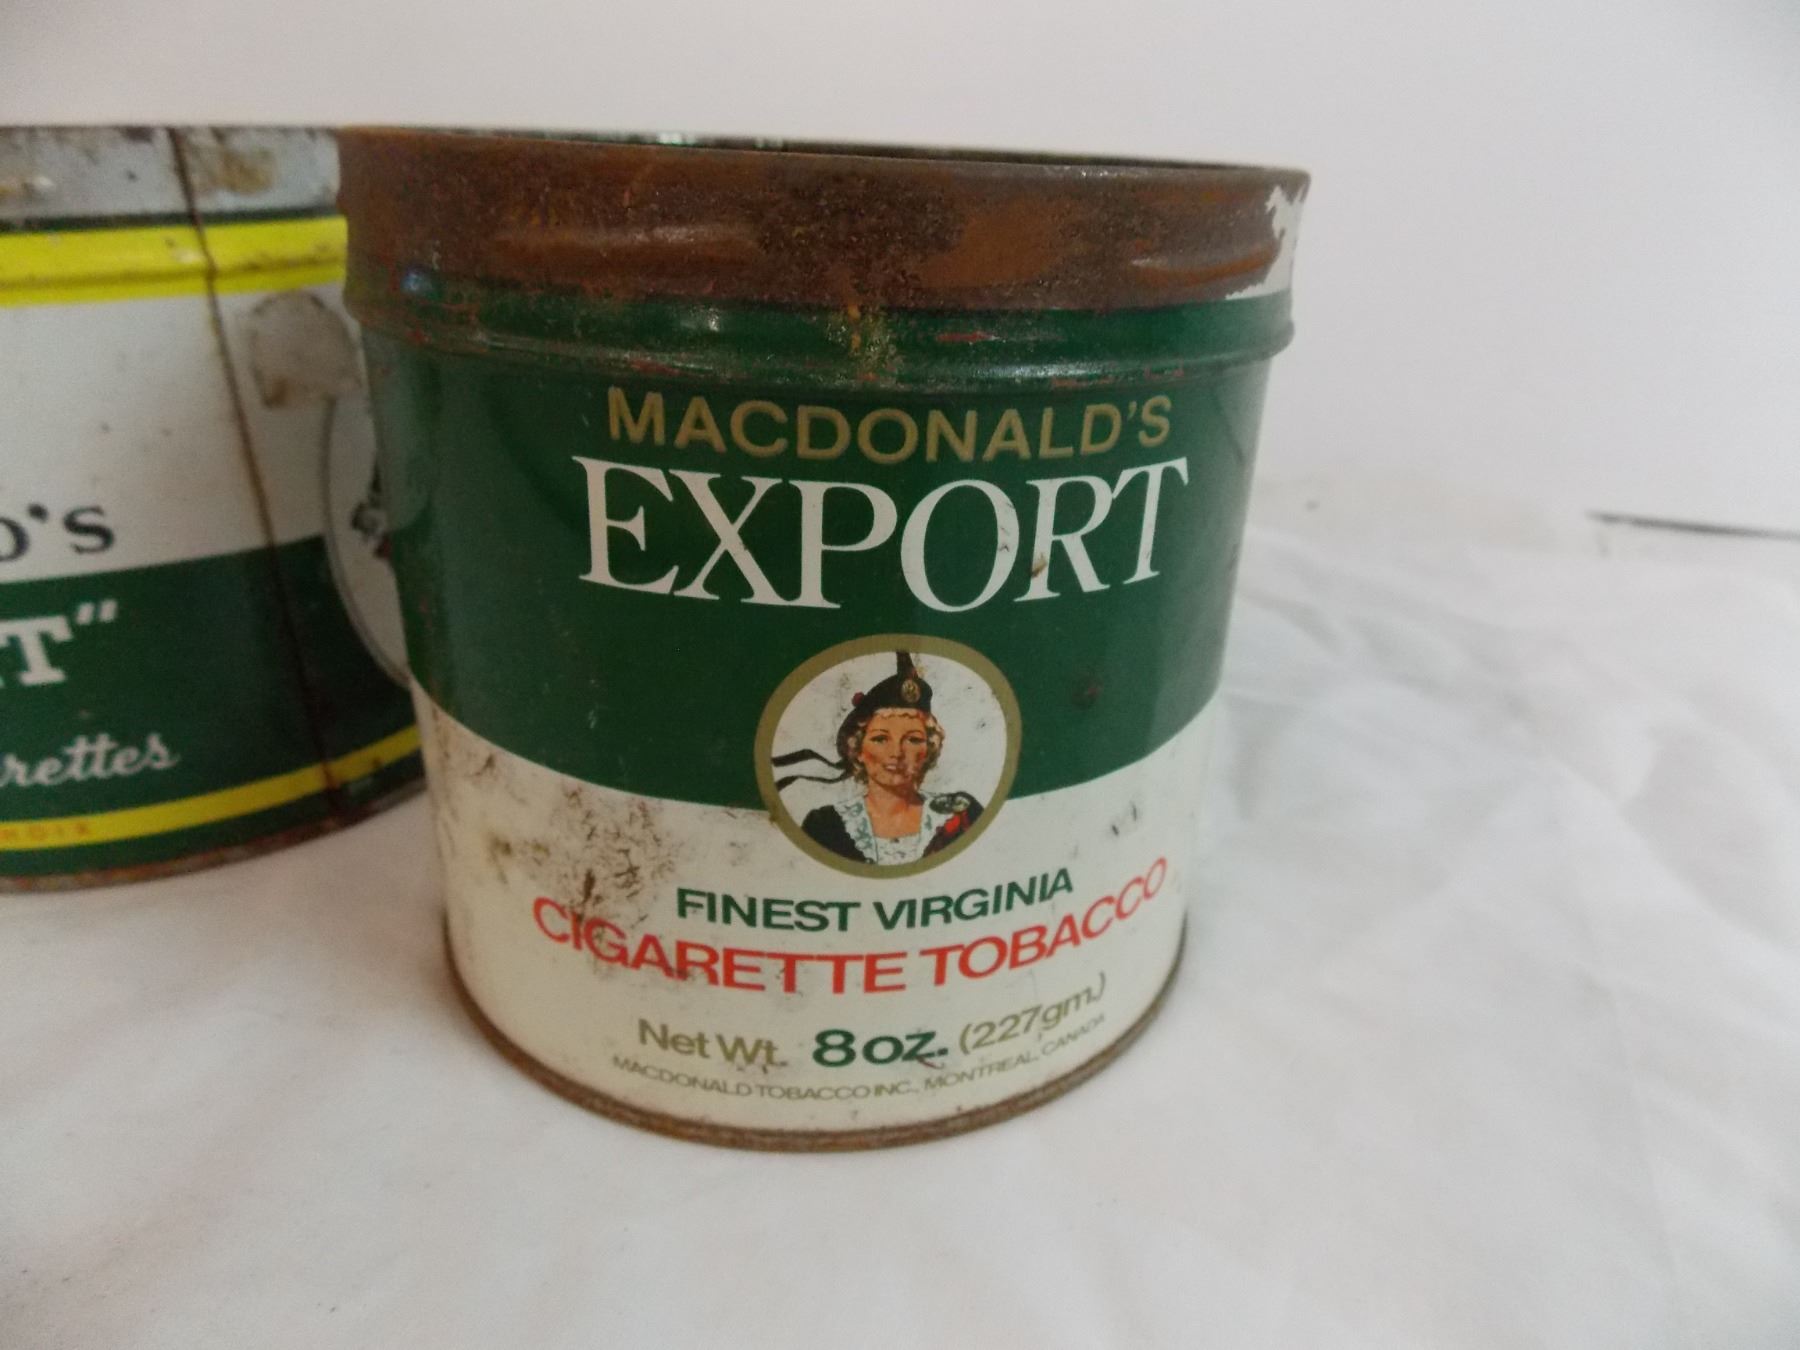 MACDONALD'S
EXPORT
FINEST VIRGINIA
CIGARETTE TOBACCO
Net Wt. 8 oz. (227gm.)
MACDONALD TOBACCO INC., MONTREAL, CANADA
D'S
T"
rettes